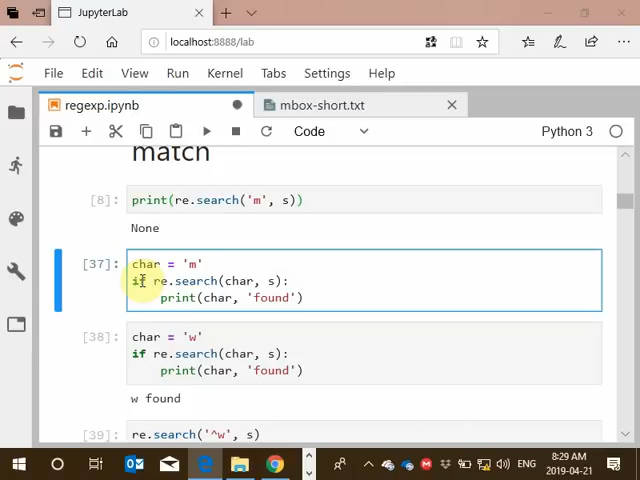 JupyterLab
localhost:8888/lab
File Edit View Run Kernel Tabs Settings Help
regexp.ipynb mbox-short.txt
Code Python 3
match
[8]: print(re.search('m', s))
None
[37]: char = 'm'
if re.search(char, s):
print(char, 'found')
[38]: char = 'w'
if re.search(char, s):
print(char, 'found')
w found
[39]: re.search('^w', s)
ENG 8:29 AM
2019-04-21